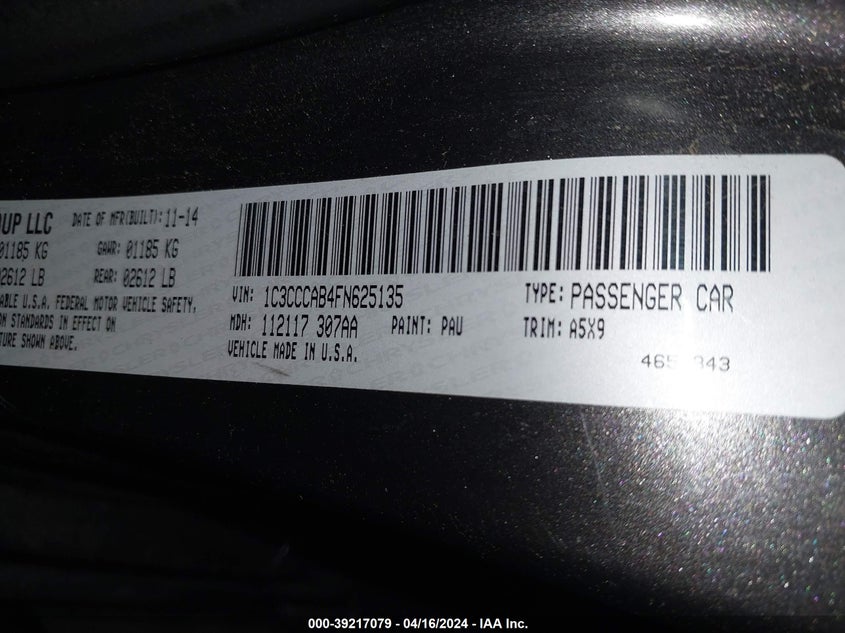 OUP LLC DATE OF MFR(BUILT): 11-14
01185 KG GAWR: 01185 KG
02612 LB REAR: 02612 LB
ABLE U.S.A. FEDERAL MOTOR VEHICLE SAFETY,
ON STANDARDS IN EFFECT ON
TURE SHOWN ABOVE.
VIN: 1C3CCCAB4FN625135 TYPE: PASSENGER CAR
MDH: 112117 307AA PAINT: PAU TRIM: A5X9
VEHICLE MADE IN U.S.A.
000-39217079 - 04/16/2024 - IAA Inc.